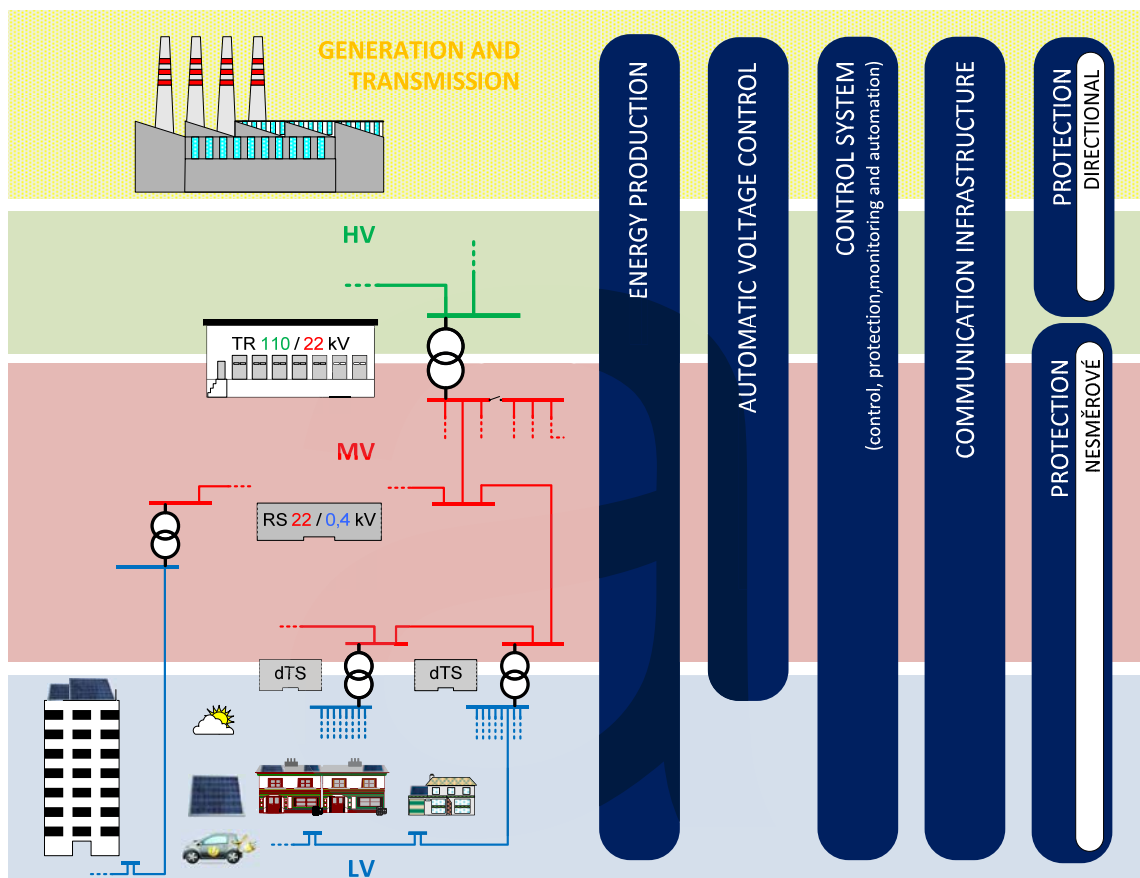 GENERATION AND
TRANSMISSION
HV
TR 110 / 22 kV
MV
RS 22 / 0,4 kV
dTS
dTS
LV
ENERGY PRODUCTION
AUTOMATIC VOLTAGE CONTROL
CONTROL SYSTEM
(control, protection,monitoring and automation)
COMMUNICATION INFRASTRUCTURE
PROTECTION
DIRECTIONAL
PROTECTION
NESMĚROVÉ